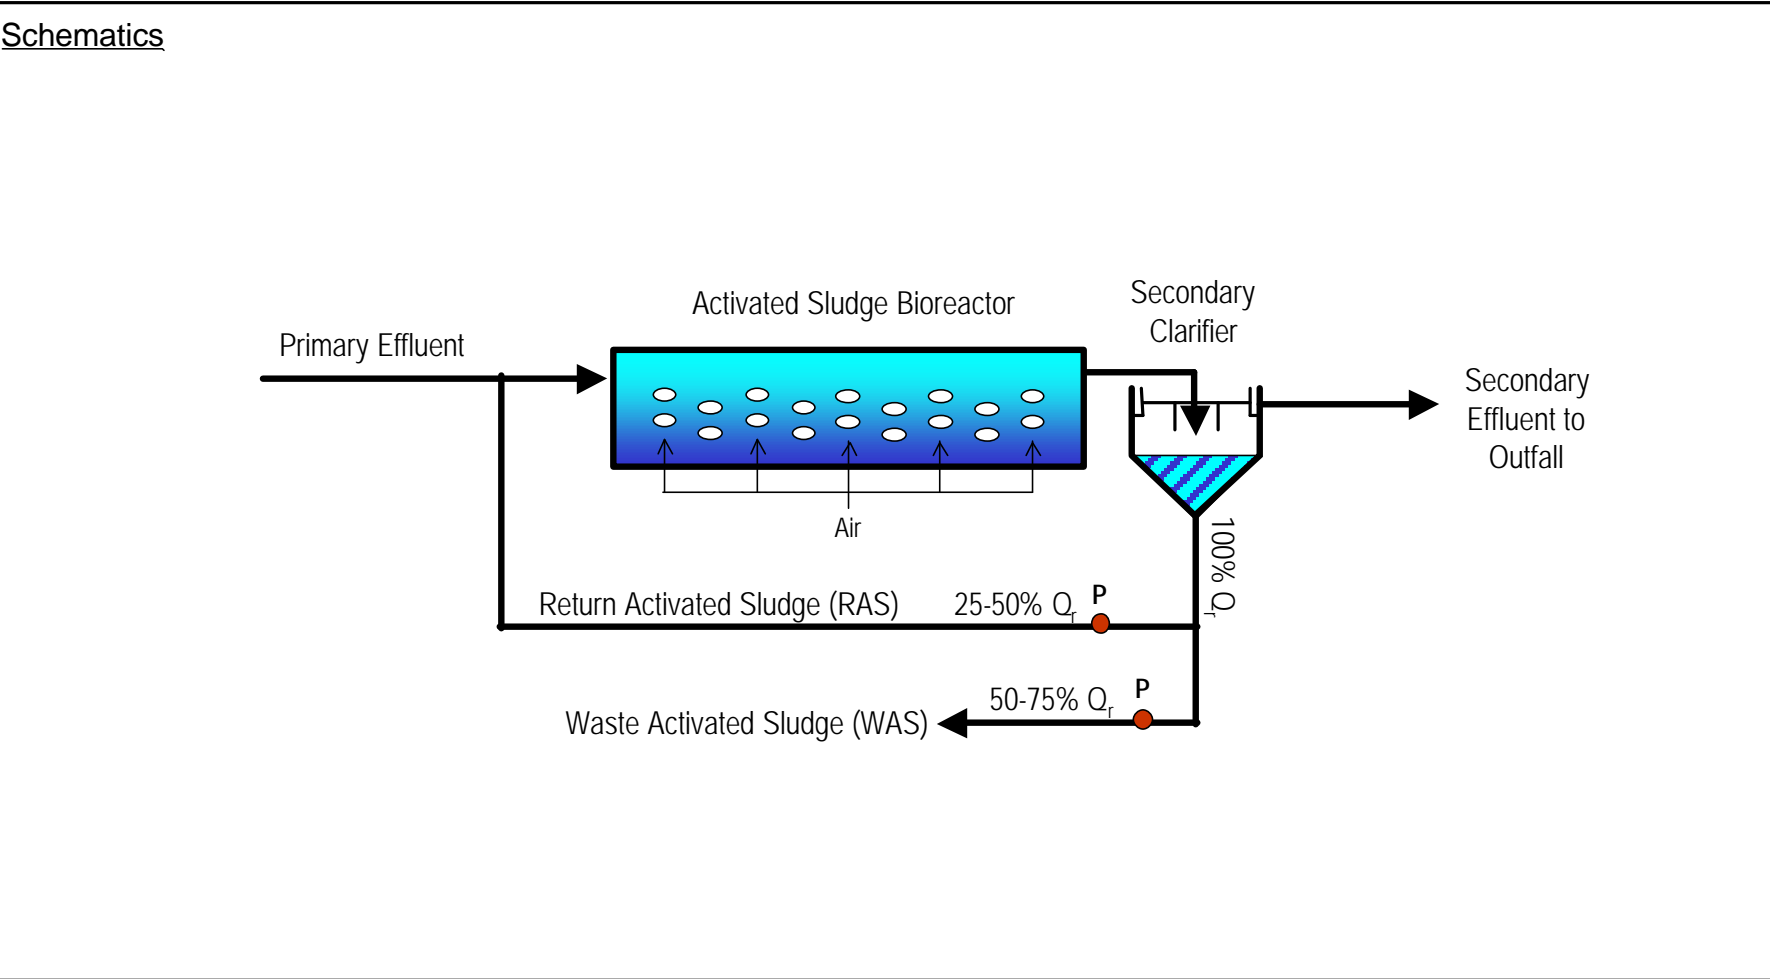 Schematics
Activated Sludge Bioreactor
Secondary
Clarifier
Primary Effluent
Secondary
Effluent to
Outfall
Air
100% Qr
Return Activated Sludge (RAS)
25-50% Qr
P
50-75% Qr
P
Waste Activated Sludge (WAS)